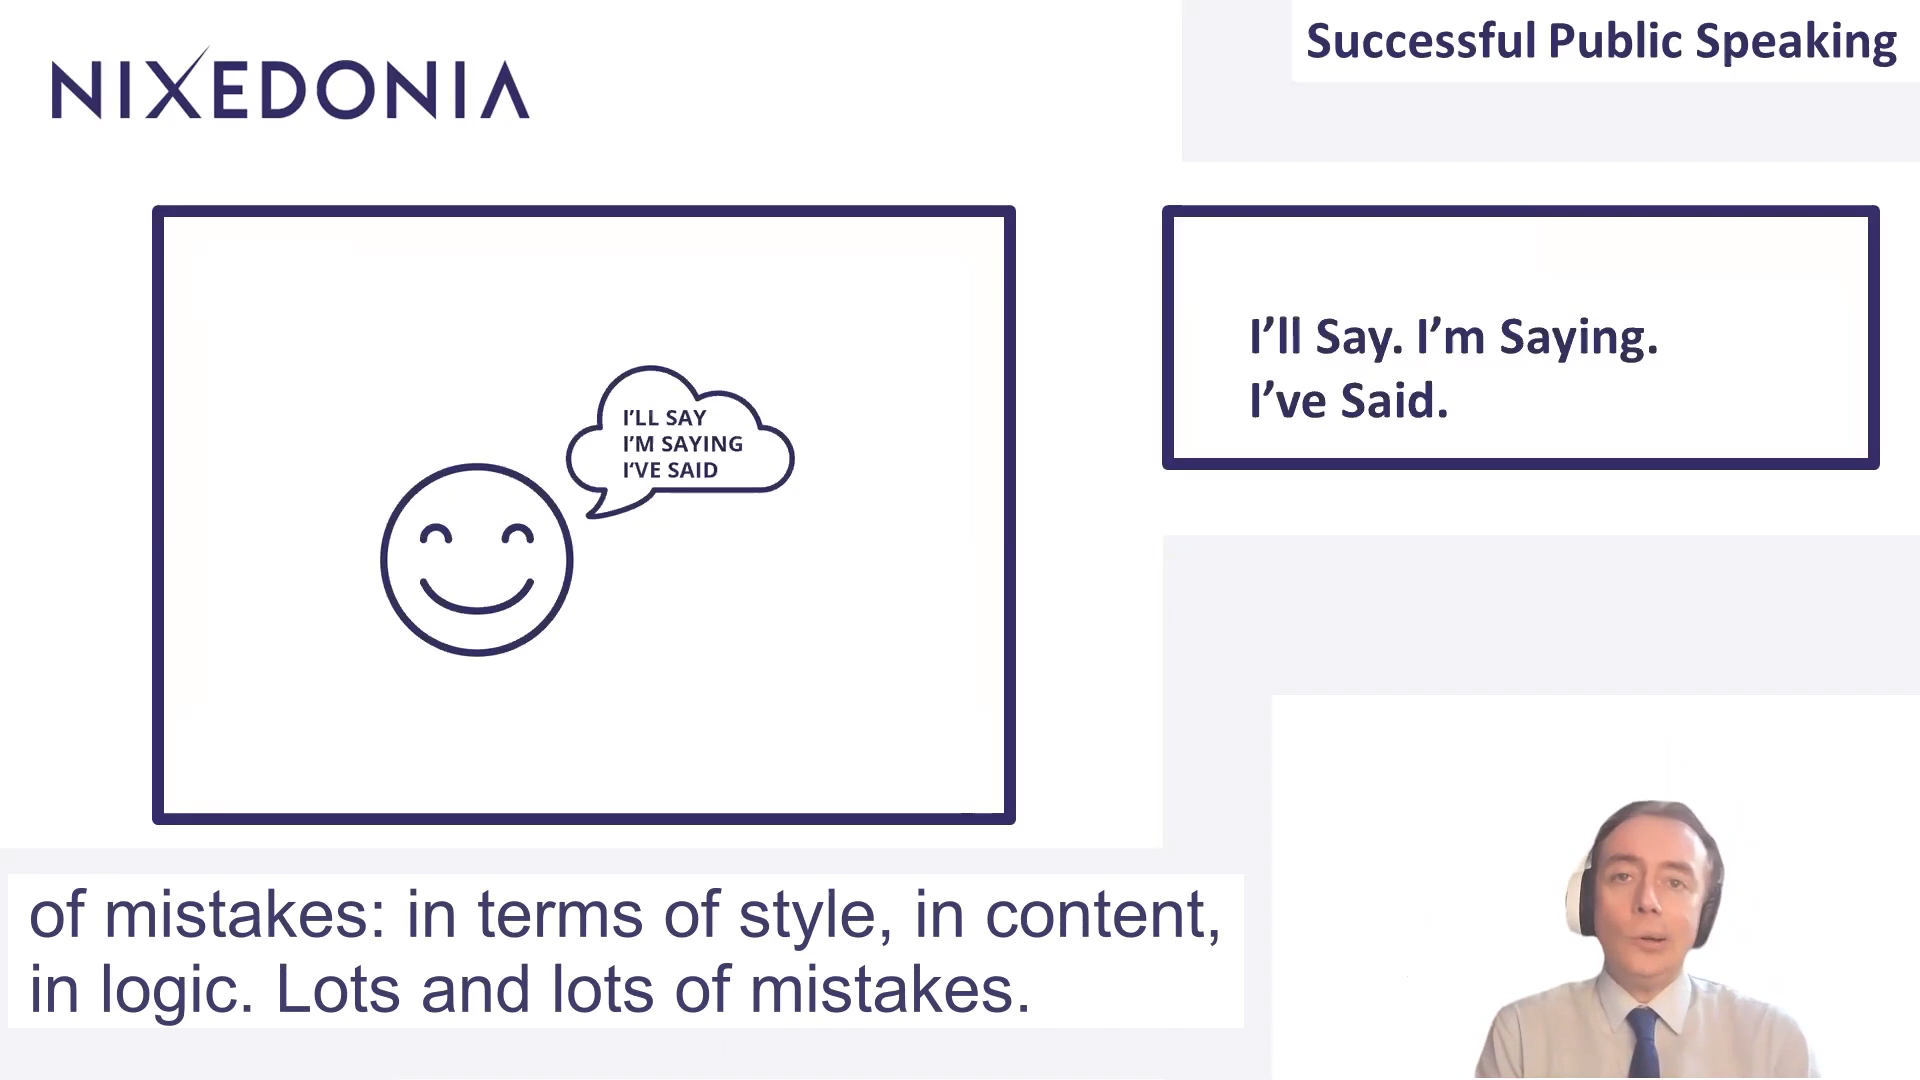 NIXEDONIA
Successful Public Speaking
I'LL SAY
I'M SAYING
I'VE SAID
I’ll Say. I’m Saying.
I’ve Said.
of mistakes: in terms of style, in content,
in logic. Lots and lots of mistakes.